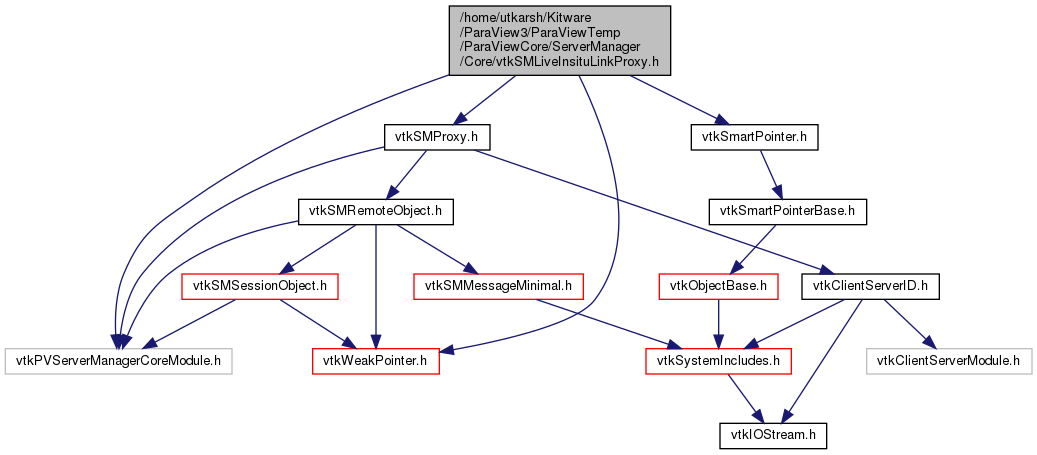 /home/utkarsh/Kitware
/ParaView3/ParaViewTemp
/ParaViewCore/ServerManager
/Core/vtkSMLiveInsituLinkProxy.h
vtkSMProxy.h
vtkSmartPointer.h
vtkSMRemoteObject.h
vtkSmartPointerBase.h
vtkSMSessionObject.h
vtkSMMessageMinimal.h
vtkObjectBase.h
vtkClientServerID.h
vtkPVServerManagerCoreModule.h
vtkWeakPointer.h
vtkSystemIncludes.h
vtkClientServerModule.h
vtkIOStream.h